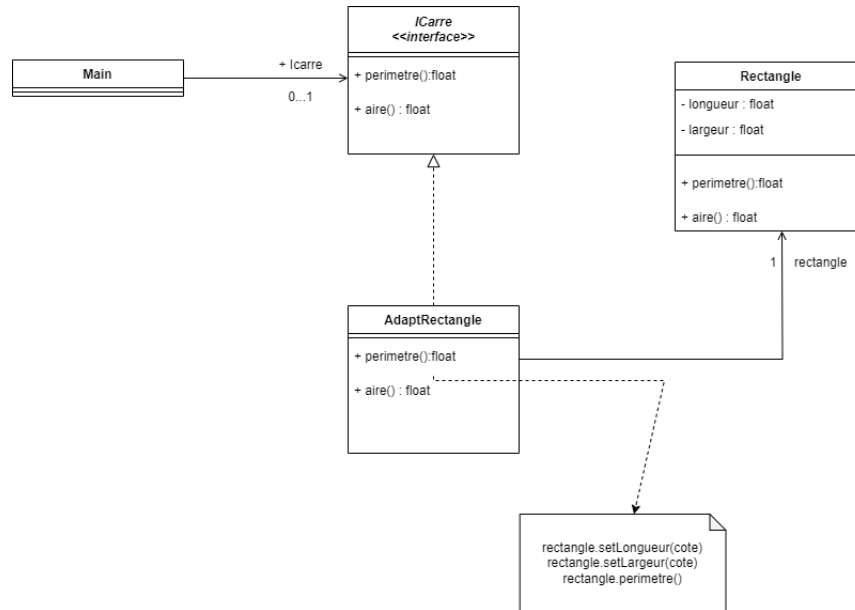 ICarre
<<interface>>
+ perimetre():float
+ aire() : float
Main
+ Icarre
0...1
Rectangle
- longueur : float
- largeur : float
+ perimetre():float
+ aire() : float
1 rectangle
AdaptRectangle
+ perimetre():float
+ aire() : float
rectangle.setLongueur(cote)
rectangle.setLargeur(cote)
rectangle.perimetre()